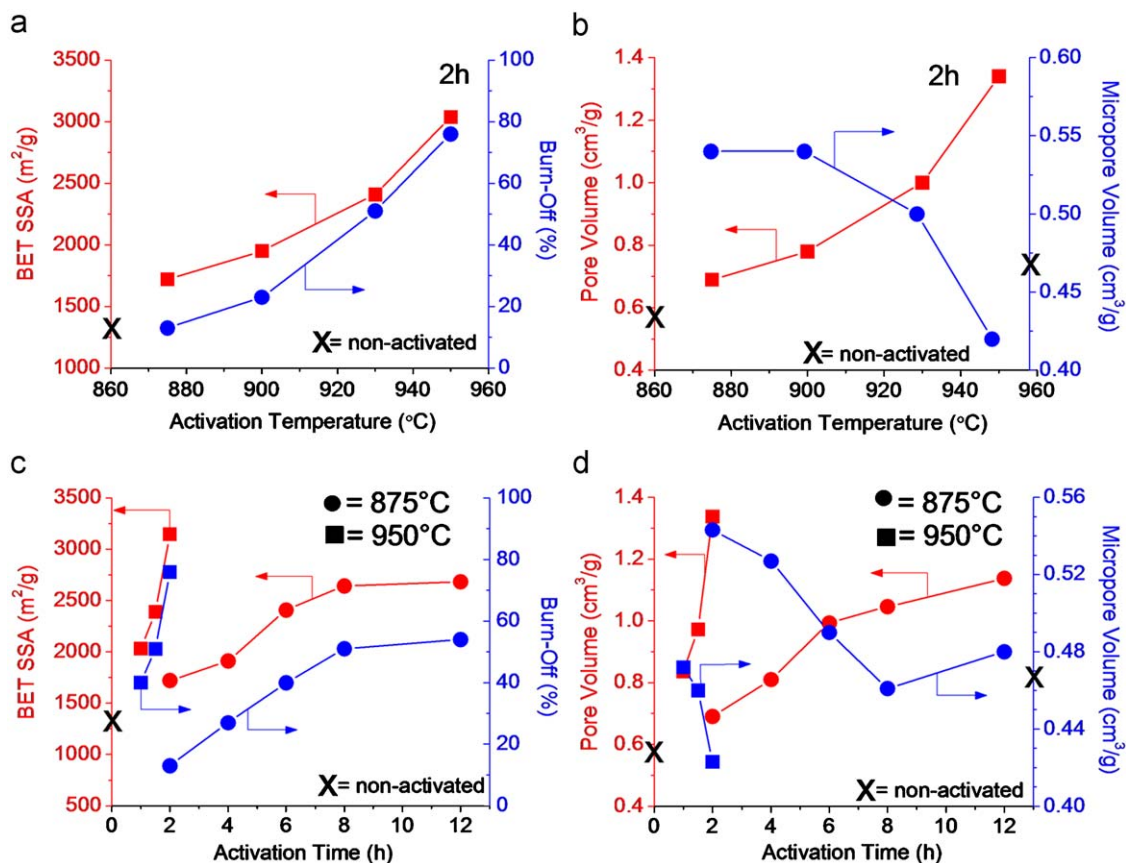 a
3500
3000
2500
2000
1500
1000
BET SSA (m²/g)
2h
X= non-activated
100
80
60
40
20
0
Burn-Off (%)
860 880 900 920 940 960
Activation Temperature (°C)
b
1.4
1.2
1.0
0.8
0.6
0.4
Pore Volume (cm³/g)
2h
X
X= non-activated
0.60
0.55
0.50
0.45
0.40
Micropore Volume (cm³/g)
860 880 900 920 940 960
Activation Temperature (°C)
c
3500
3000
2500
2000
1500
1000
500
BET SSA (m²/g)
= 875°C
= 950°C
X= non-activated
100
80
60
40
20
0
Burn-Off (%)
0 2 4 6 8 10 12
Activation Time (h)
d
1.4
1.2
1.0
0.8
0.6
0.4
Pore Volume (cm³/g)
= 875°C
= 950°C
X
X= non-activated
0.56
0.52
0.48
0.44
0.40
Micropore Volume (cm³/g)
0 2 4 6 8 10 12
Activation Time (h)